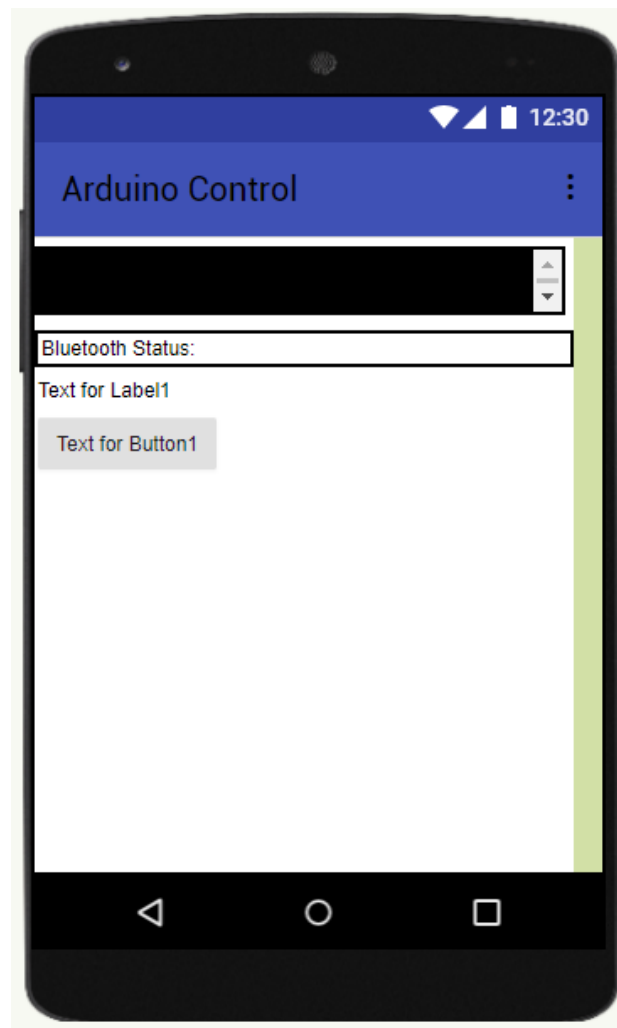 12:30
Arduino Control
Bluetooth Status:
Text for Label1
Text for Button1